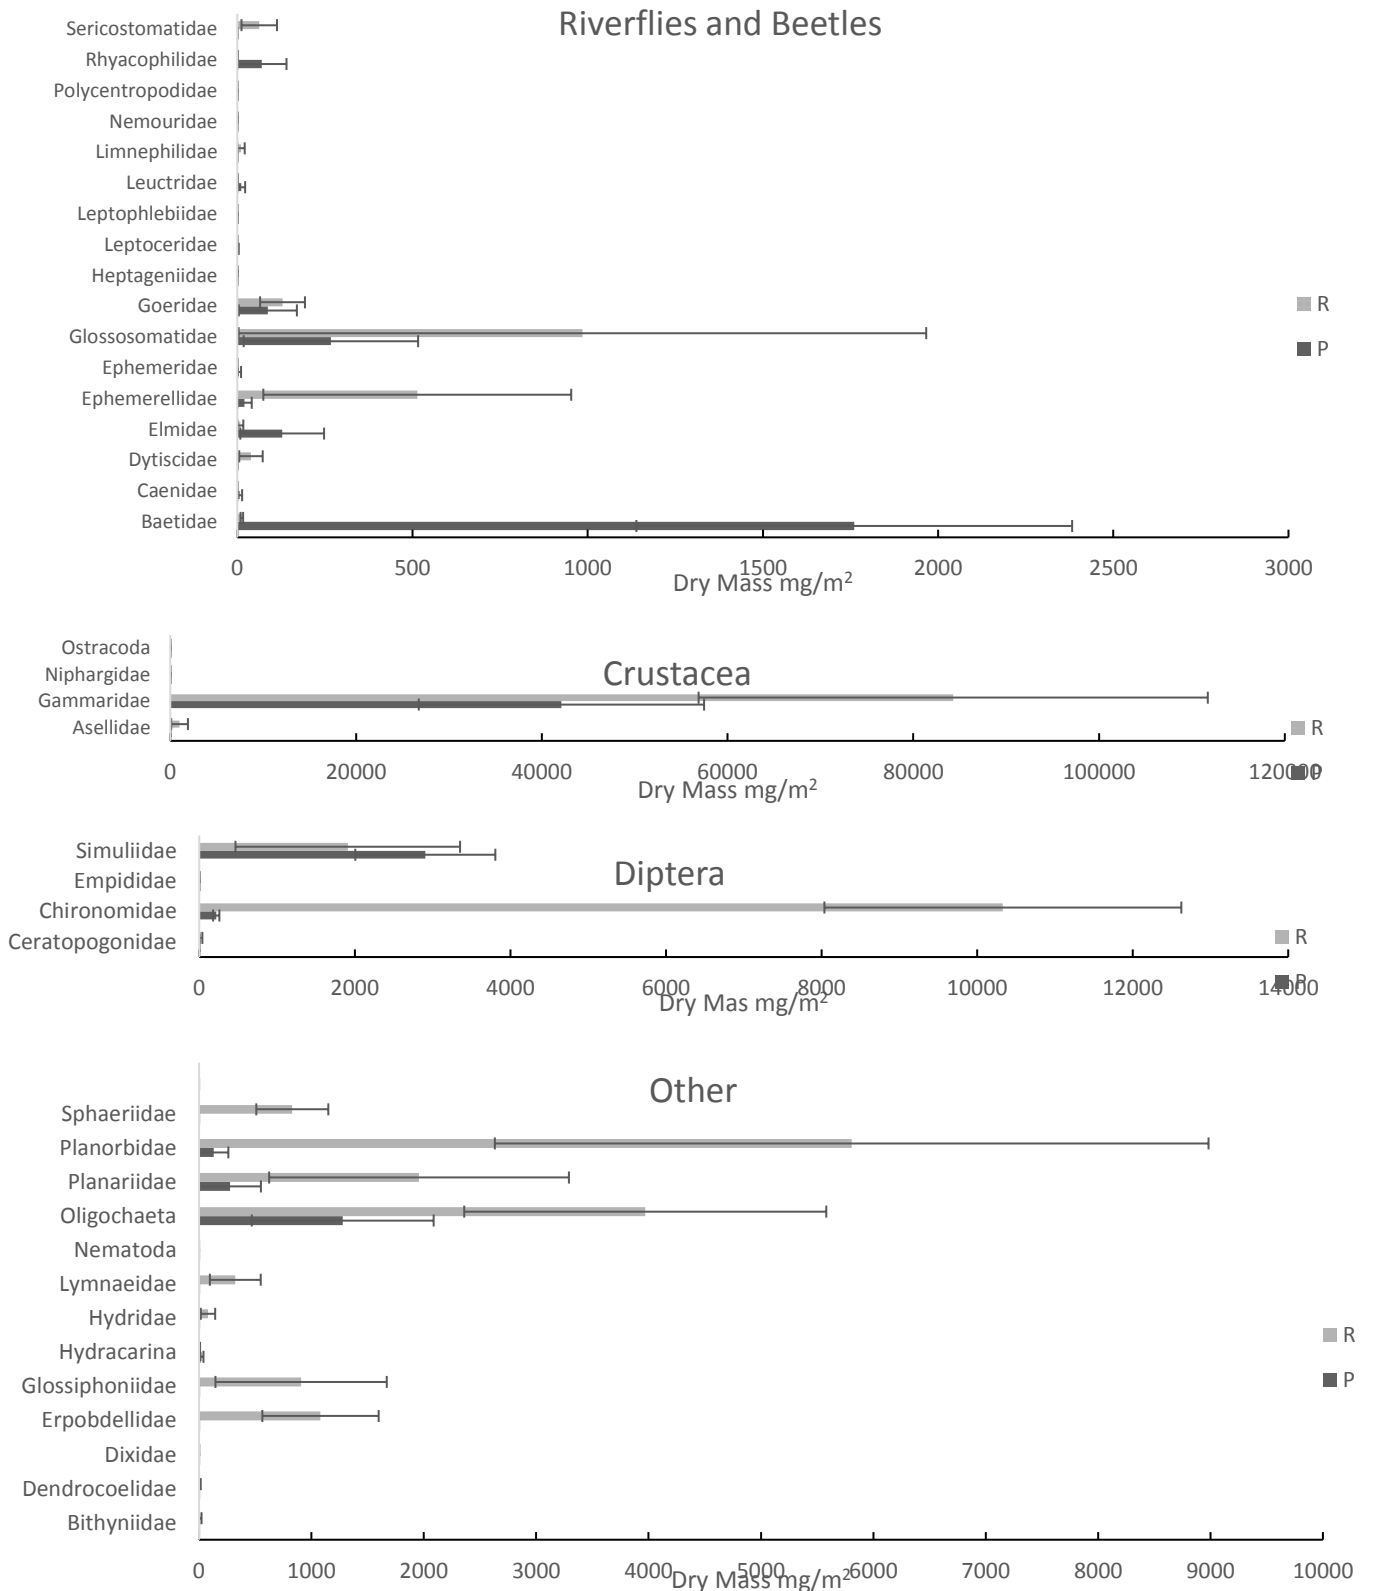 Riverflies and Beetles
Sericostomatidae
Rhyacophilidae
Polycentropodidae
Nemouridae
Limnephilidae
Leuctridae
Leptophlebiidae
Leptoceridae
Heptageniidae
Goeridae
Glossosomatidae
Ephemeridae
Ephemerellidae
Elmidae
Dytiscidae
Caenidae
Baetidae
R
P
0 500 1000 1500 2000 2500 3000
Dry Mass mg/m²
Crustacea
Ostracoda
Niphargidae
Gammaridae
Asellidae
R
P
0 20000 40000 60000 80000 100000 120000
Dry Mass mg/m²
Diptera
Simuliidae
Empididae
Chironomidae
Ceratopogonidae
R
P
0 2000 4000 6000 8000 10000 12000 14000
Dry Mas mg/m²
Other
Sphaeriidae
Planorbidae
Planariidae
Oligochaeta
Nematoda
Lymnaeidae
Hydridae
Hydracarina
Glossiphoniidae
Erpobdellidae
Dixidae
Dendrocoelidae
Bithyniidae
R
P
0 1000 2000 3000 4000 5000 6000 7000 8000 9000 10000
Dry Mass mg/m²